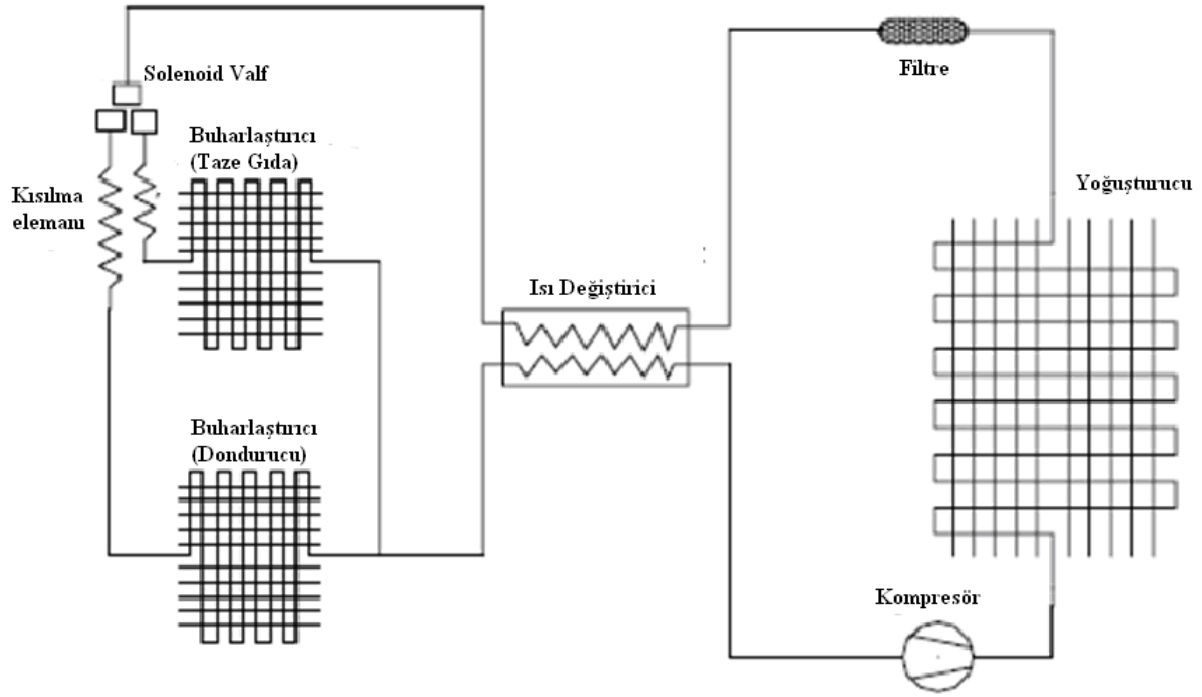 Solenoid Valf
Filtre
Buharlaştırıcı
(Taze Gıda)
Kısılma
elemanı
Yoğuşturucu
Isı Değiştirici
Buharlaştırıcı
(Dondurucu)
Kompresör